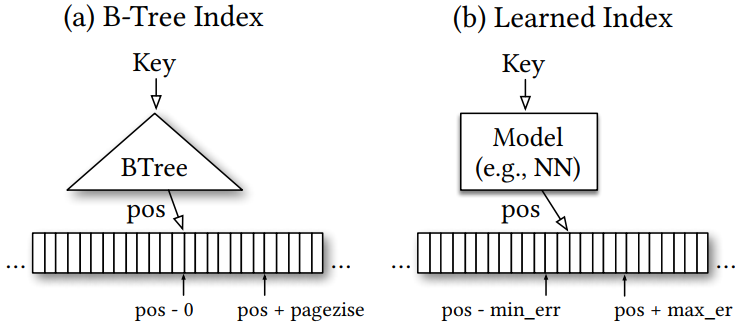 (a) B-Tree Index
Key
BTree
pos
... ...
pos - 0 pos + pagezise
(b) Learned Index
Key
Model
(e.g., NN)
pos
... ...
pos - min_err pos + max_er